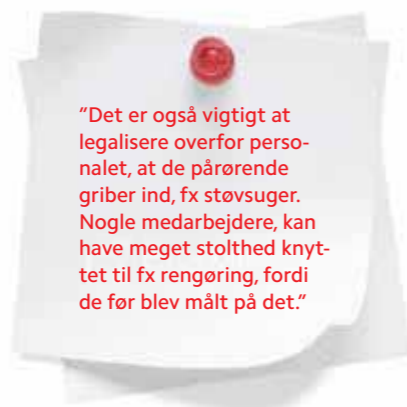 ”Det er også vigtigt at
legalisere overfor perso-
nalet, at de pårørende
griber ind, fx støvsuger.
Nogle medarbejdere, kan
have meget stolthed knyt-
tet til fx rengøring, fordi
de før blev målt på det.”